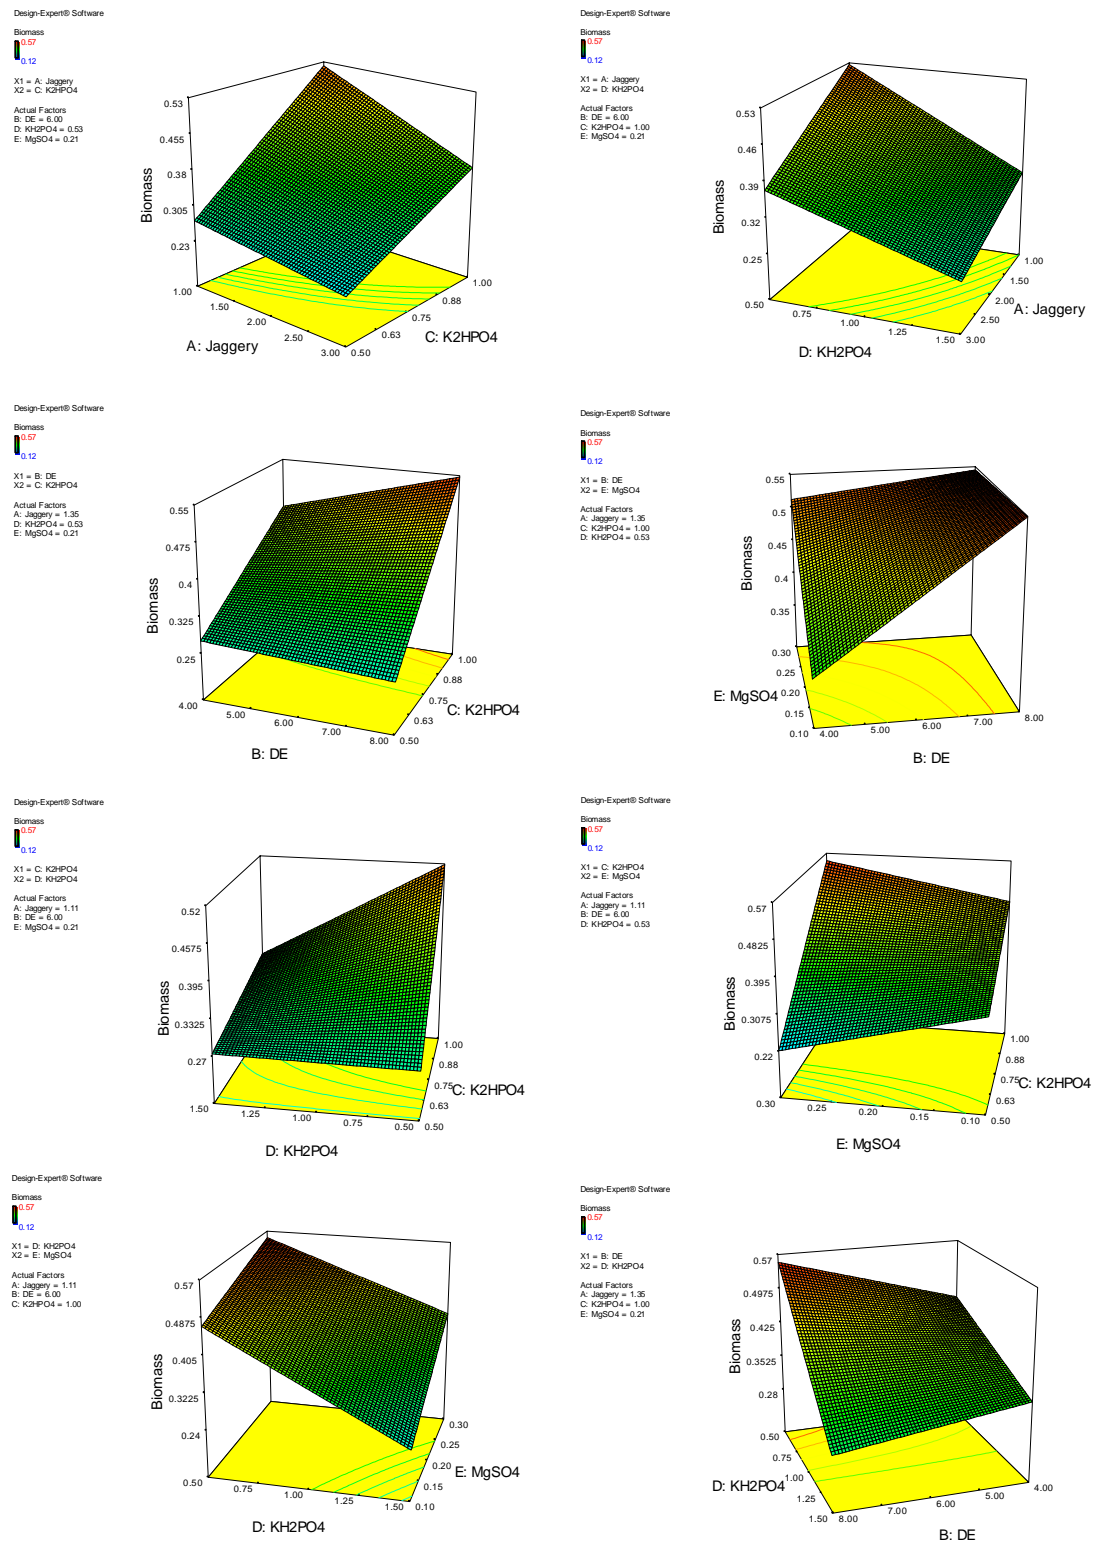 Design-Expert® Software
Biomass
0.57
0.12
X1 = A: Jaggery
X2 = C: K2HPO4
Actual Factors
B: DE = 6.00
D: KH2PO4 = 0.53
E: MgSO4 = 0.21
0.53
0.455
0.38
0.305
0.23
Biomass
1.00
1.50
2.00
2.50
3.00
A: Jaggery
0.50
0.63
0.75
0.88
1.00
C: K2HPO4
Design-Expert® Software
Biomass
0.57
0.12
X1 = A: Jaggery
X2 = D: KH2PO4
Actual Factors
B: DE = 6.00
C: K2HPO4 = 1.00
E: MgSO4 = 0.21
0.53
0.46
0.39
0.32
0.25
Biomass
0.50
0.75
1.00
1.25
1.50
D: KH2PO4
3.00
2.50
2.00
1.50
1.00
A: Jaggery
Design-Expert® Software
Biomass
0.57
0.12
X1 = B: DE
X2 = C: K2HPO4
Actual Factors
A: Jaggery = 1.35
D: KH2PO4 = 0.53
E: MgSO4 = 0.21
0.55
0.475
0.4
0.325
0.25
Biomass
4.00
5.00
6.00
7.00
8.00
B: DE
0.50
0.63
0.75
0.88
1.00
C: K2HPO4
Design-Expert® Software
Biomass
0.57
0.12
X1 = B: DE
X2 = E: MgSO4
Actual Factors
A: Jaggery = 1.35
C: K2HPO4 = 1.00
D: KH2PO4 = 0.53
0.55
0.5
0.45
0.4
0.35
Biomass
0.30
0.25
0.20
0.15
0.10
E: MgSO4
4.00
5.00
6.00
7.00
8.00
B: DE
Design-Expert® Software
Biomass
0.57
0.12
X1 = C: K2HPO4
X2 = D: KH2PO4
Actual Factors
A: Jaggery = 1.11
B: DE = 6.00
E: MgSO4 = 0.21
0.52
0.4575
0.395
0.3325
0.27
Biomass
1.50
1.25
1.00
0.75
0.50
D: KH2PO4
0.50
0.63
0.75
0.88
1.00
C: K2HPO4
Design-Expert® Software
Biomass
0.57
0.12
X1 = C: K2HPO4
X2 = E: MgSO4
Actual Factors
A: Jaggery = 1.11
B: DE = 6.00
D: KH2PO4 = 0.53
0.57
0.4825
0.395
0.3075
0.22
Biomass
0.30
0.25
0.20
0.15
0.10
E: MgSO4
0.50
0.63
0.75
0.88
1.00
C: K2HPO4
Design-Expert® Software
Biomass
0.57
0.12
X1 = D: KH2PO4
X2 = E: MgSO4
Actual Factors
A: Jaggery = 1.11
B: DE = 6.00
C: K2HPO4 = 1.00
0.57
0.4875
0.405
0.3225
0.24
Biomass
0.50
0.75
1.00
1.25
1.50
D: KH2PO4
0.10
0.15
0.20
0.25
0.30
E: MgSO4
Design-Expert® Software
Biomass
0.57
0.12
X1 = B: DE
X2 = D: KH2PO4
Actual Factors
A: Jaggery = 1.35
C: K2HPO4 = 1.00
E: MgSO4 = 0.21
0.57
0.4975
0.425
0.3525
0.28
Biomass
0.50
0.75
1.00
1.25
1.50
D: KH2PO4
8.00
7.00
6.00
5.00
4.00
B: DE